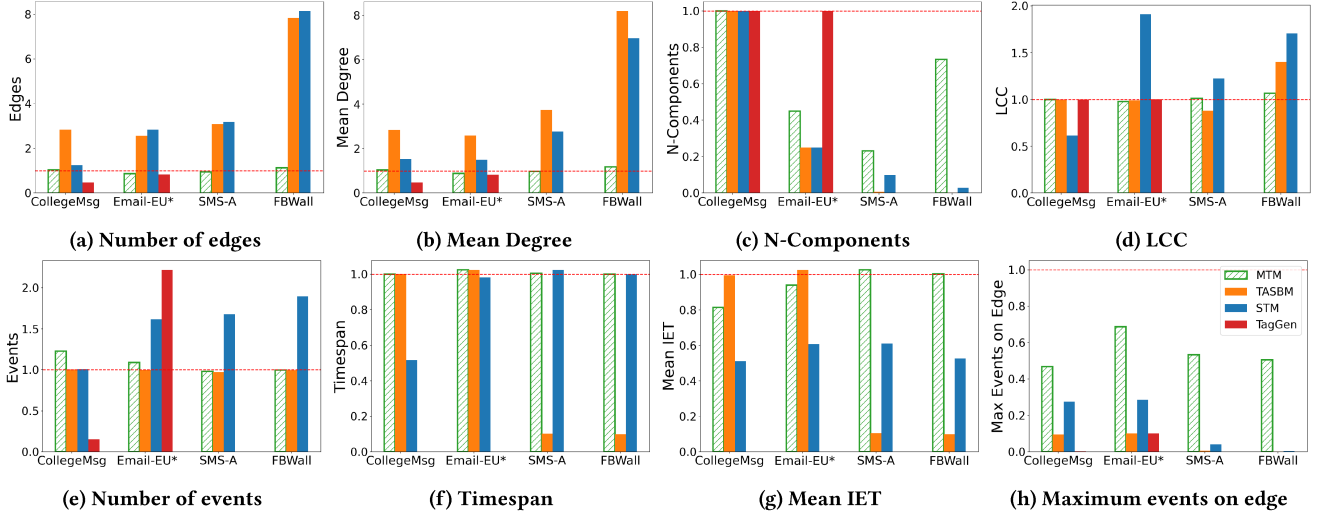 Edges
8
6
4
2
0
CollegeMsg Email-EU* SMS-A FBWall
(a) Number of edges
Mean Degree
8
6
4
2
0
CollegeMsg Email-EU* SMS-A FBWall
(b) Mean Degree
N-Components
1.0
0.8
0.6
0.4
0.2
0.0
CollegeMsg Email-EU* SMS-A FBWall
(c) N-Components
LCC
2.0
1.5
1.0
0.5
0.0
CollegeMsg Email-EU* SMS-A FBWall
(d) LCC
Events
2.0
1.5
1.0
0.5
0.0
CollegeMsg Email-EU* SMS-A FBWall
(e) Number of events
Timespan
1.0
0.8
0.6
0.4
0.2
0.0
CollegeMsg Email-EU* SMS-A FBWall
(f) Timespan
Mean IET
1.0
0.8
0.6
0.4
0.2
0.0
CollegeMsg Email-EU* SMS-A FBWall
(g) Mean IET
Max Events on Edge
1.0
0.8
0.6
0.4
0.2
0.0
MTM
TASBM
STM
TagGen
CollegeMsg Email-EU* SMS-A FBWall
(h) Maximum events on edge